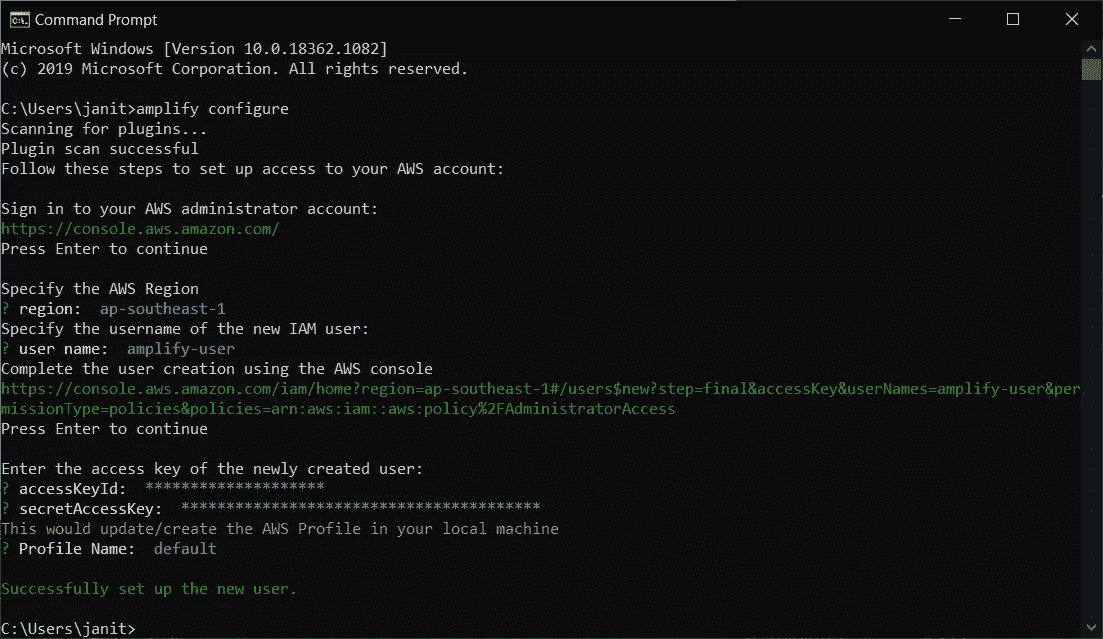 Command Prompt
Microsoft Windows [Version 10.0.18362.1082]
(c) 2019 Microsoft Corporation. All rights reserved.
C:\Users\janit>amplify configure
Scanning for plugins...
Plugin scan successful
Follow these steps to set up access to your AWS account:
Sign in to your AWS administrator account:
https://console.aws.amazon.com/
Press Enter to continue
Specify the AWS Region
? region:  ap-southeast-1
Specify the username of the new IAM user:
? user name:  amplify-user
Complete the user creation using the AWS console
https://console.aws.amazon.com/iam/home?region=ap-southeast-1#/users$new?step=final&accessKey&userNames=amplify-user&per
missionType=policies&policies=arn:aws:iam::aws:policy%2FAdministratorAccess
Press Enter to continue
Enter the access key of the newly created user:
? accessKeyId:  ********************
? secretAccessKey:  ****************************************
This would update/create the AWS Profile in your local machine
? Profile Name:  default
Successfully set up the new user.
C:\Users\janit>